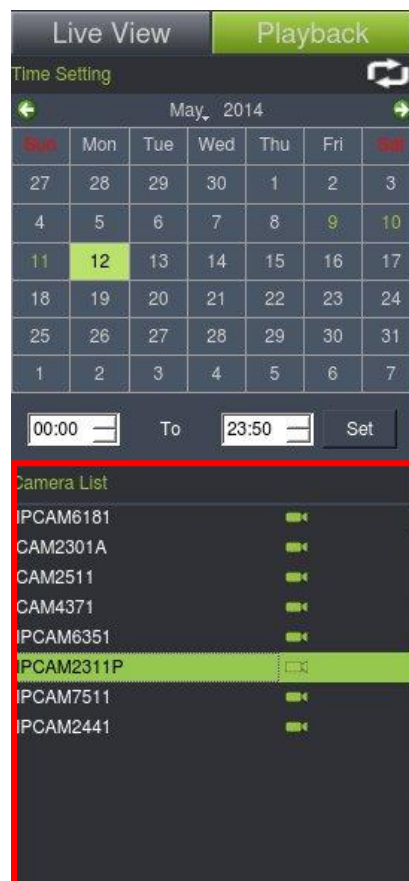 Live View Playback
Time Setting
May, 2014
Sun Mon Tue Wed Thu Fri Sat
27 28 29 30 1 2 3
4 5 6 7 8 9 10
11 12 13 14 15 16 17
18 19 20 21 22 23 24
25 26 27 28 29 30 31
1 2 3 4 5 6 7
00:00 To 23:50 Set
Camera List
IPCAM6181
CAM2301A
CAM2511
CAM4371
IPCAM6351
IPCAM2311P
IPCAM7511
IPCAM2441